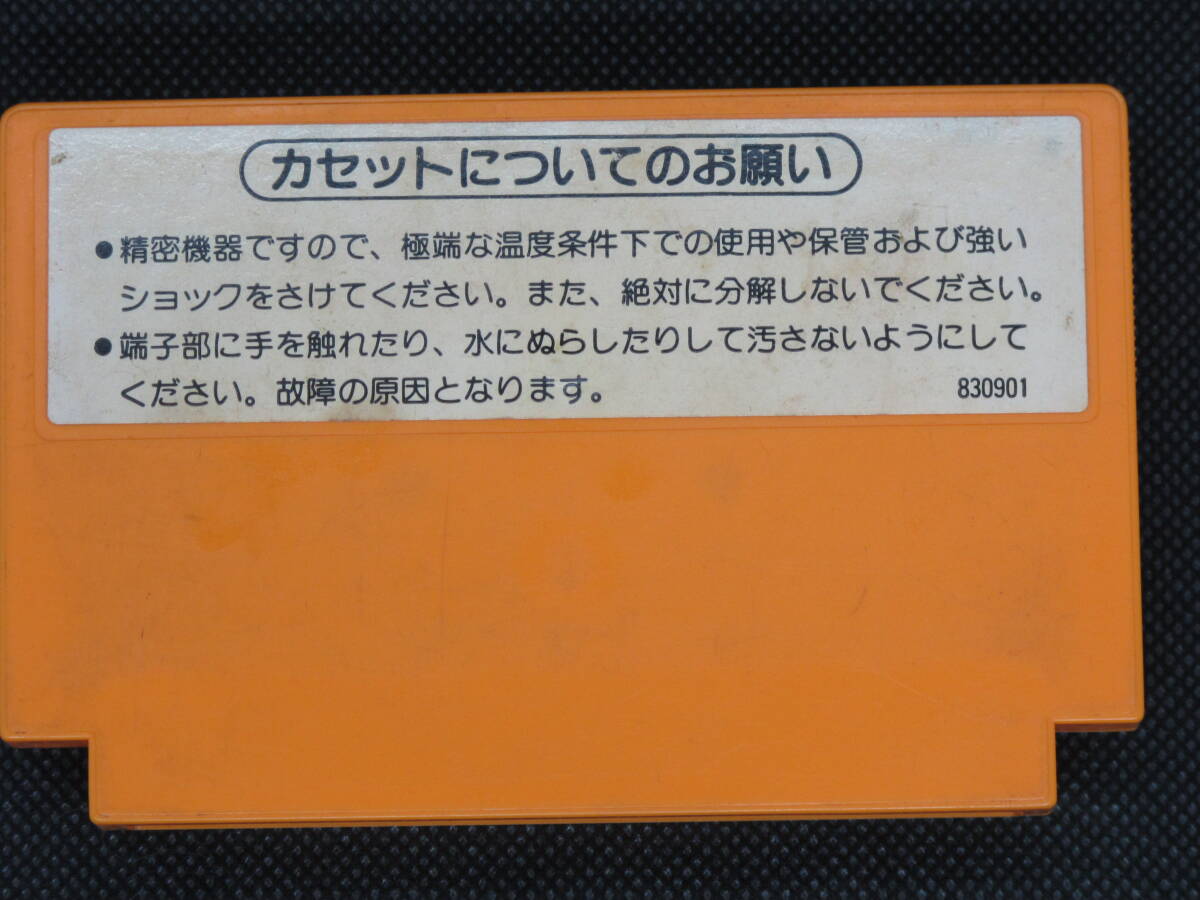 カセットについてのお願い
●精密機器ですので、極端な温度条件下での使用や保管および強い
ショックをさけてください。また、絶対に分解しないでください。
●端子部に手を触れたり、水にぬらしたりして汚さないようにして
ください。故障の原因となります。 830901